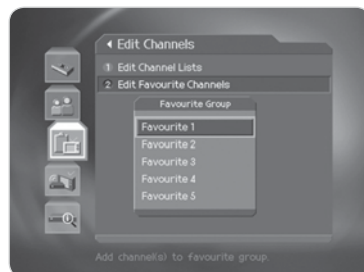 Edit Channels
1 Edit Channel Lists
2 Edit Favourite Channels
Favourite Group
Favourite 1
Favourite 2
Favourite 3
Favourite 4
Favourite 5
Add channel(s) to favourite group.